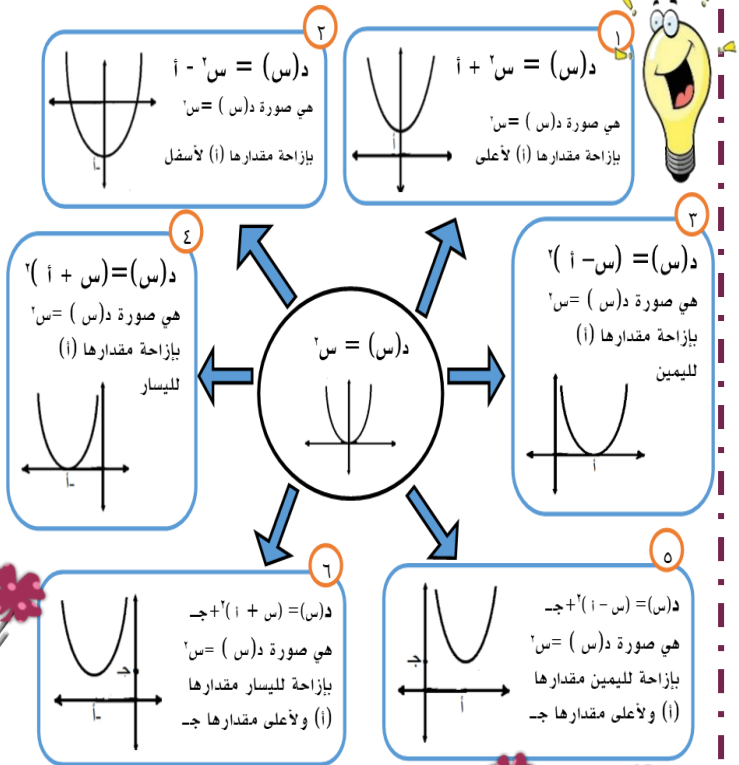 ١
د(س) = س٢ + أ
هي صورة د(س ) =س٢
بإزاحة مقدارها (أ) لأعلى
أ
٢
د(س) = س٢ - أ
هي صورة د(س ) =س٢
بإزاحة مقدارها (أ) لأسفل
-أ
٣
د(س)= (س– أ )٢
هي صورة د(س ) =س٢
بإزاحة مقدارها (أ)
لليمين
أ
٤
د(س)=(س + أ )٢
هي صورة د(س ) =س٢
بإزاحة مقدارها (أ)
لليسار
-أ
د(س) = س٢
٥
د(س)= (س – أ )٢+جـ
هي صورة د(س ) =س٢
بإزاحة لليمين مقدارها
(أ) ولأعلى مقدارها جـ
جـ
أ
٦
د(س)= (س + أ )٢+جـ
هي صورة د(س ) =س٢
بإزاحة لليسار مقدارها
(أ) ولأعلى مقدارها جـ
جـ
-أ